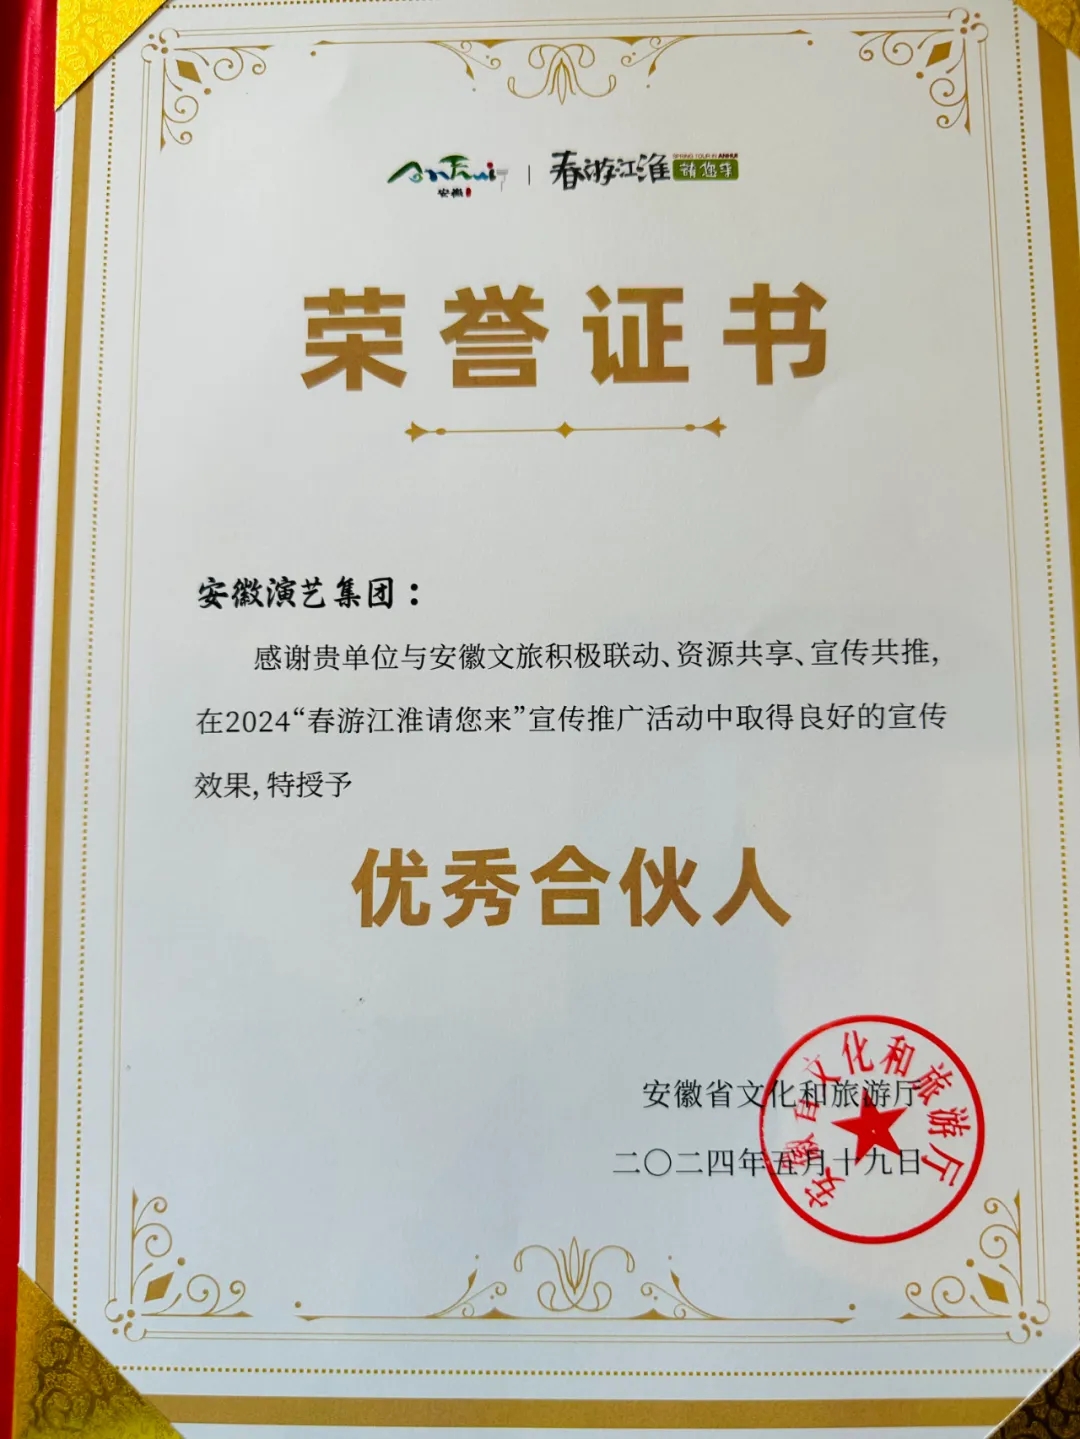 AnHui
安徽
春游江淮
SPRING TOUR IN ANHUI
请您来
荣誉证书
安徽演艺集团：
感谢贵单位与安徽文旅积极联动、资源共享、宣传共推，
在2024“春游江淮请您来”宣传推广活动中取得良好的宣传
效果，特授予
优秀合伙人
安徽省文化和旅游厅
二〇二四年五月十九日
安徽省文化和旅游厅